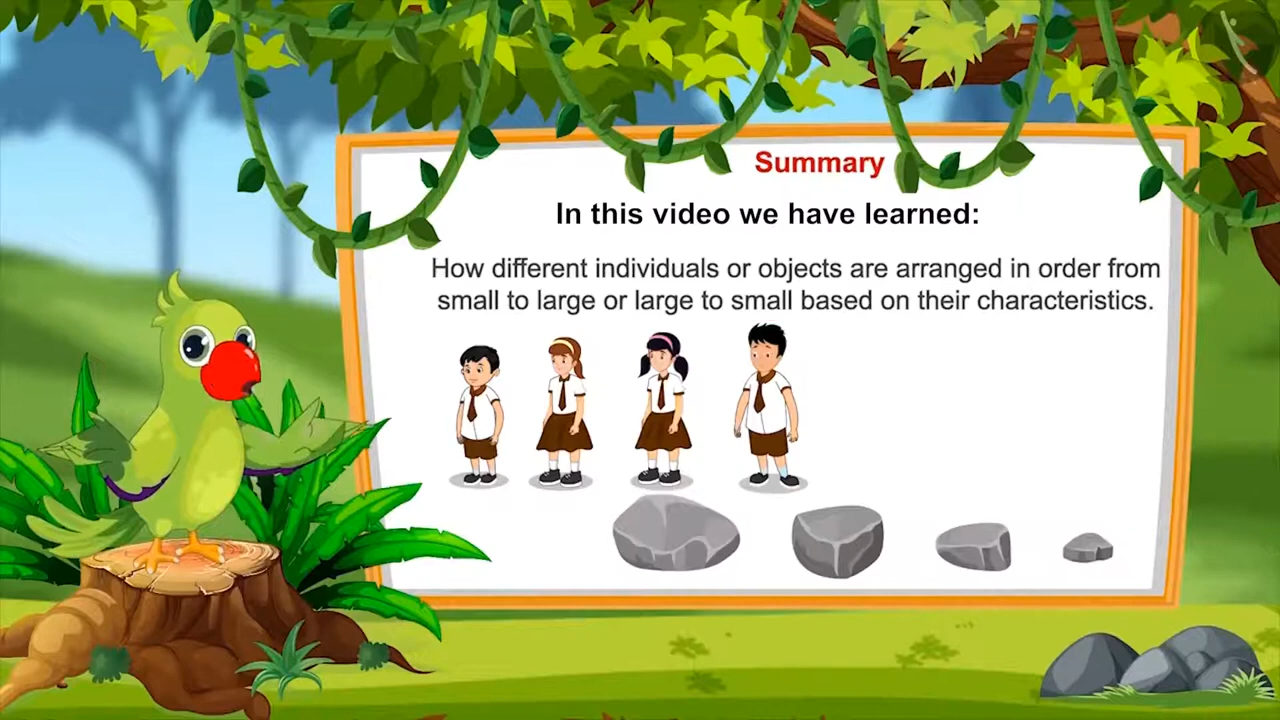 Summary
In this video we have learned:
How different individuals or objects are arranged in order from
small to large or large to small based on their characteristics.